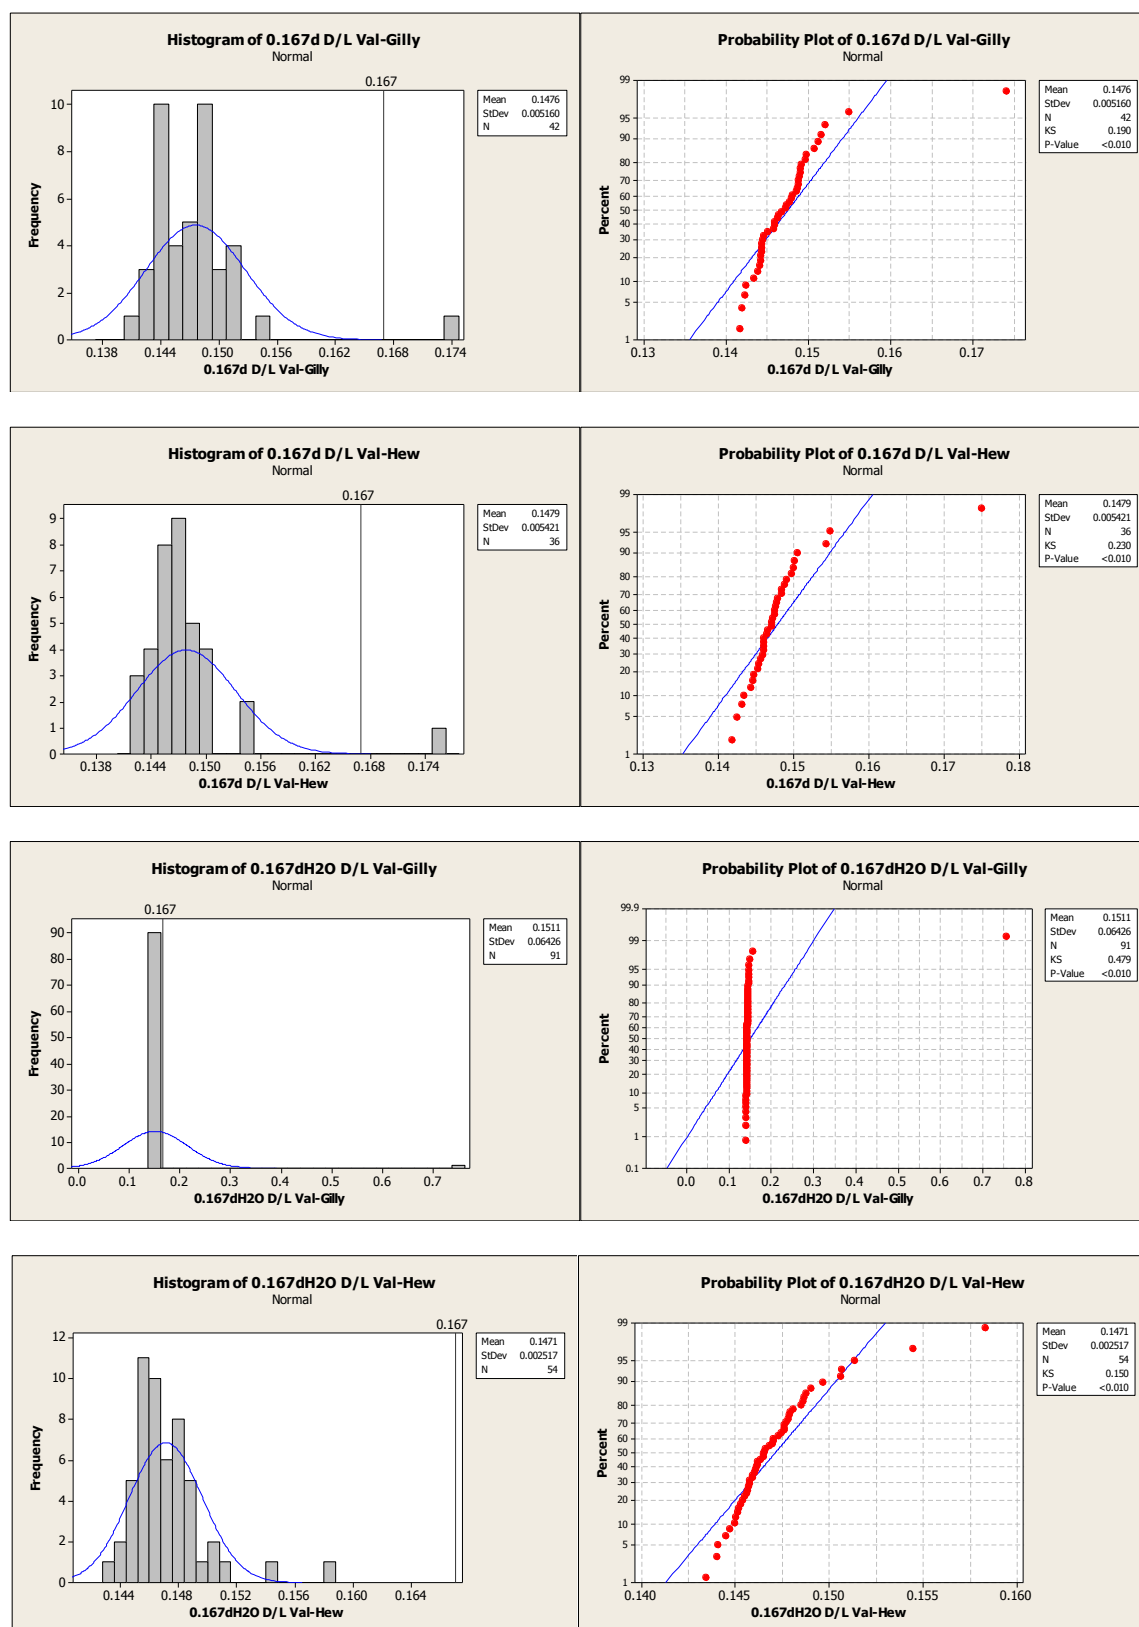 Histogram of 0.167d D/L Val-Gilly
Normal
0.167
10
8
6
4
2
0
Frequency
0.138 0.144 0.150 0.156 0.162 0.168 0.174
0.167d D/L Val-Gilly
Mean 0.1476
StDev 0.005160
N 42
Probability Plot of 0.167d D/L Val-Gilly
Normal
99
95
90
80
70
60
50
40
30
20
10
5
1
Percent
0.13 0.14 0.15 0.16 0.17
0.167d D/L Val-Gilly
Mean 0.1476
StDev 0.005160
N 42
KS 0.190
P-Value <0.010
Histogram of 0.167d D/L Val-Hew
Normal
0.167
9
8
7
6
5
4
3
2
1
0
Frequency
0.138 0.144 0.150 0.156 0.162 0.168 0.174
0.167d D/L Val-Hew
Mean 0.1479
StDev 0.005421
N 36
Probability Plot of 0.167d D/L Val-Hew
Normal
99
95
90
80
70
60
50
40
30
20
10
5
1
Percent
0.13 0.14 0.15 0.16 0.17 0.18
0.167d D/L Val-Hew
Mean 0.1479
StDev 0.005421
N 36
KS 0.230
P-Value <0.010
Histogram of 0.167dH2O D/L Val-Gilly
Normal
0.167
90
80
70
60
50
40
30
20
10
0
Frequency
0.0 0.1 0.2 0.3 0.4 0.5 0.6 0.7
0.167dH2O D/L Val-Gilly
Mean 0.1511
StDev 0.06426
N 91
Probability Plot of 0.167dH2O D/L Val-Gilly
Normal
99.9
99
95
90
80
70
60
50
40
30
20
10
5
1
0.1
Percent
0.0 0.1 0.2 0.3 0.4 0.5 0.6 0.7 0.8
0.167dH2O D/L Val-Gilly
Mean 0.1511
StDev 0.06426
N 91
KS 0.479
P-Value <0.010
Histogram of 0.167dH2O D/L Val-Hew
Normal
0.167
12
10
8
6
4
2
0
Frequency
0.144 0.148 0.152 0.156 0.160 0.164
0.167dH2O D/L Val-Hew
Mean 0.1471
StDev 0.002517
N 54
Probability Plot of 0.167dH2O D/L Val-Hew
Normal
99
95
90
80
70
60
50
40
30
20
10
5
1
Percent
0.140 0.145 0.150 0.155 0.160
0.167dH2O D/L Val-Hew
Mean 0.1471
StDev 0.002517
N 54
KS 0.150
P-Value <0.010